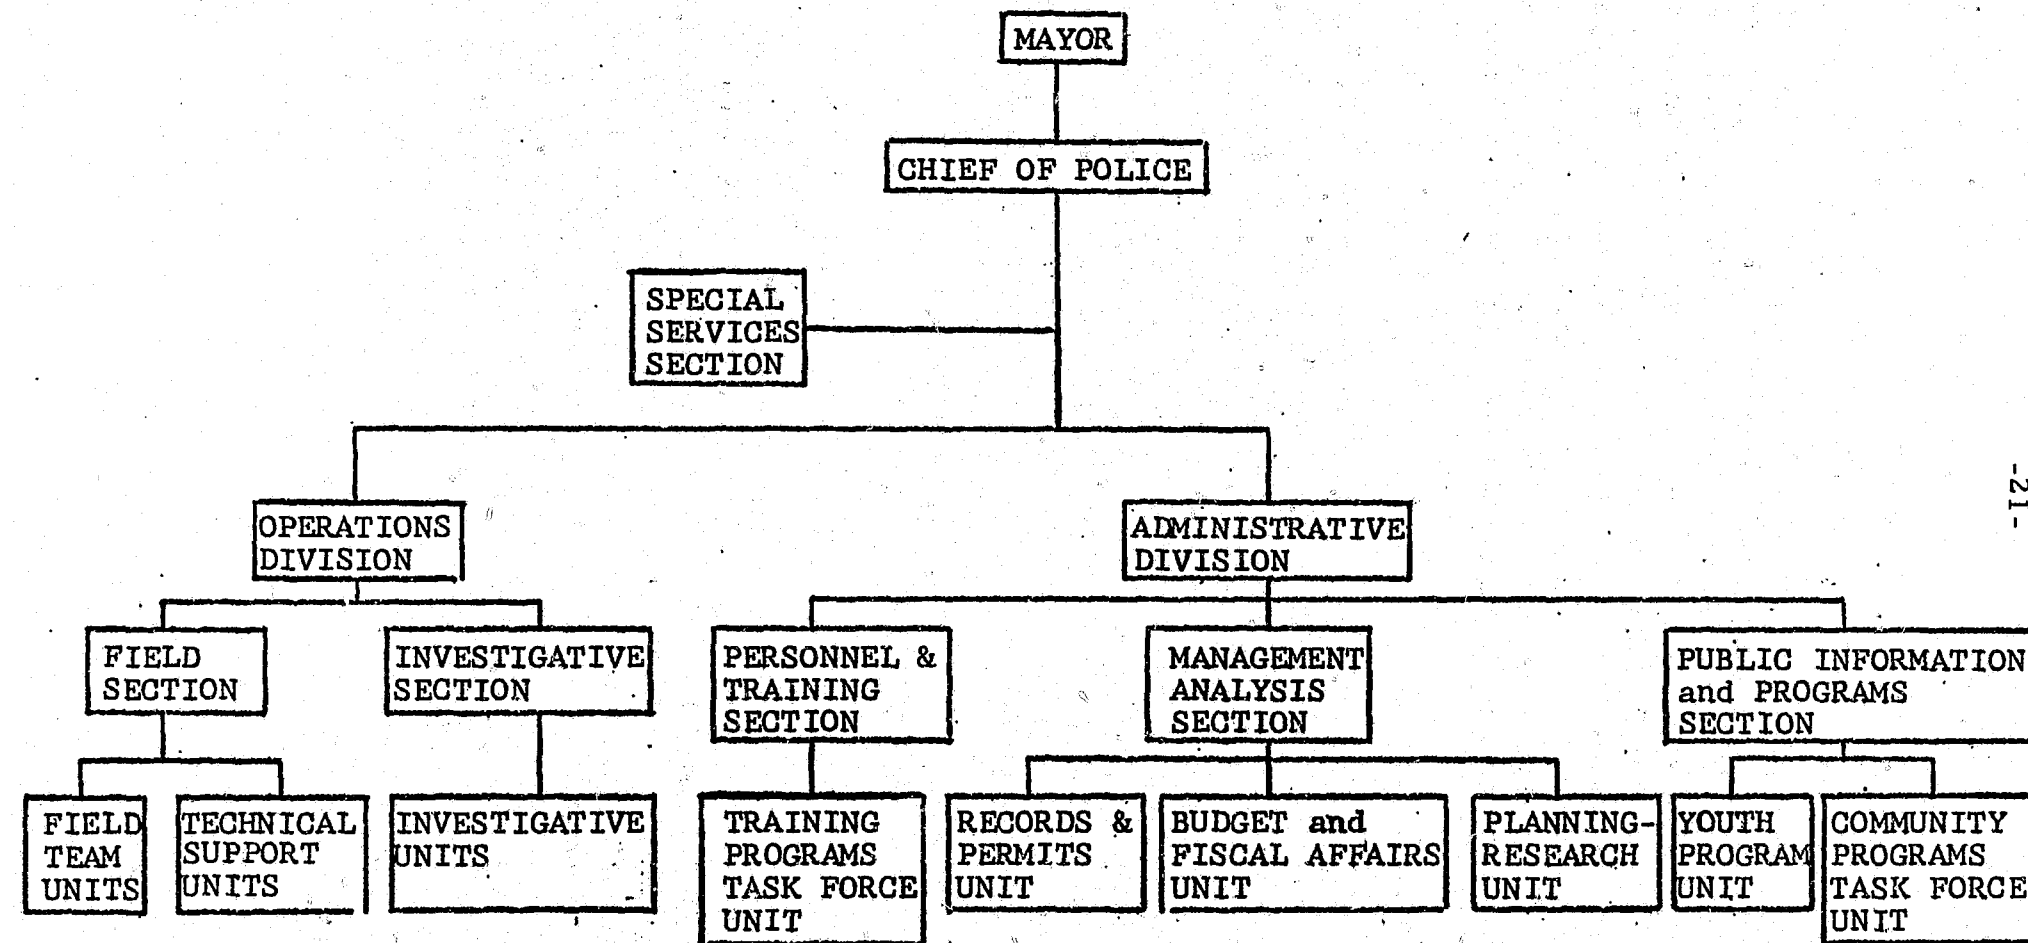 MAYOR
CHIEF OF POLICE
SPECIAL
SERVICES
SECTION
-21-
OPERATIONS
DIVISION
ADMINISTRATIVE
DIVISION
FIELD
SECTION
INVESTIGATIVE
SECTION
PERSONNEL &
TRAINING
SECTION
MANAGEMENT
ANALYSIS
SECTION
PUBLIC INFORMATION
and PROGRAMS
SECTION
FIELD
TEAM
UNITS
TECHNICAL
SUPPORT
UNITS
INVESTIGATIVE
UNITS
TRAINING
PROGRAMS
TASK FORCE
UNIT
RECORDS &
PERMITS
UNIT
BUDGET and
FISCAL AFFAIRS
UNIT
PLANNING-
RESEARCH
UNIT
YOUTH
PROGRAM
UNIT
COMMUNITY
PROGRAMS
TASK FORCE
UNIT